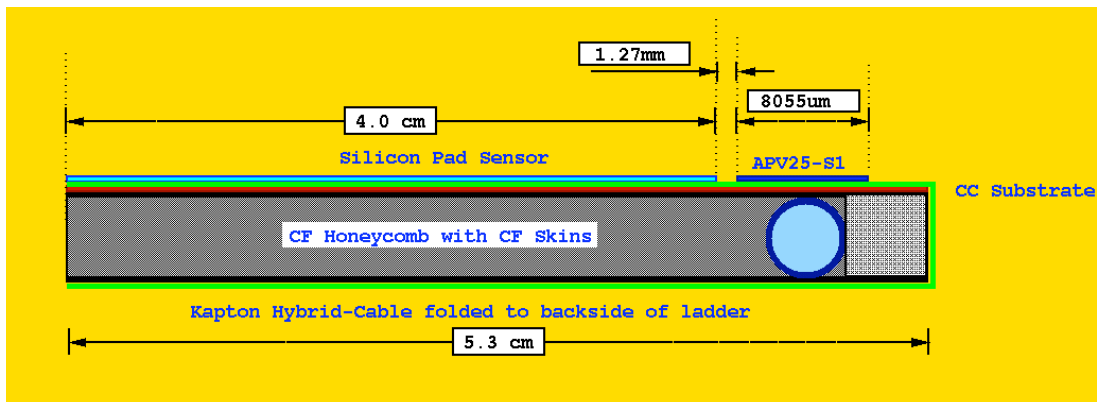 1.27mm
8055um
4.0 cm
Silicon Pad Sensor
APV25-S1
CC Substrate
CF Honeycomb with CF Skins
Kapton Hybrid-Cable folded to backside of ladder
5.3 cm